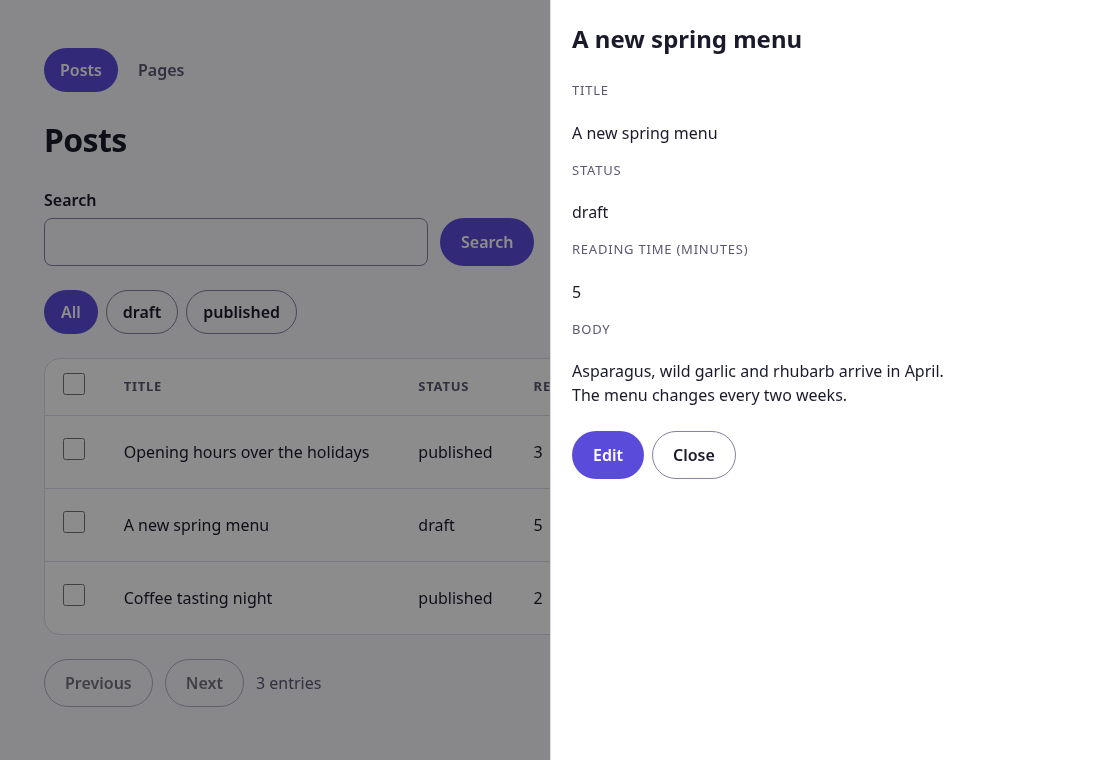 Posts
Pages
Posts
Search
Search
All
draft
published
TITLE
STATUS
RE
Opening hours over the holidays
published
3
A new spring menu
draft
5
Coffee tasting night
published
2
Previous
Next
3 entries
A new spring menu
TITLE
A new spring menu
STATUS
draft
READING TIME (MINUTES)
5
BODY
Asparagus, wild garlic and rhubarb arrive in April.
The menu changes every two weeks.
Edit
Close